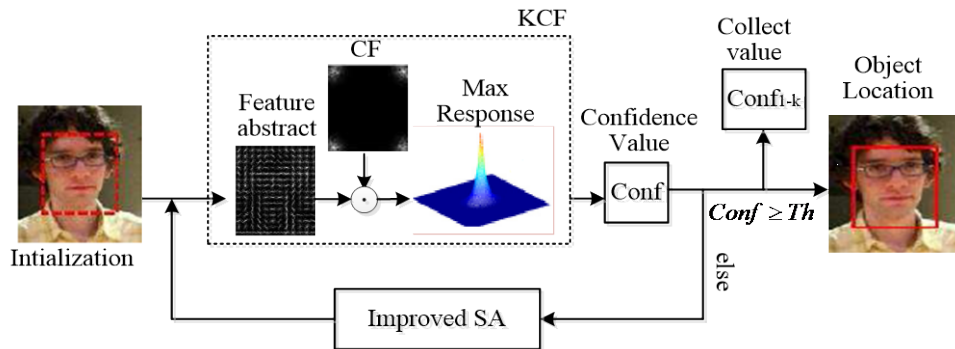 KCF
CF
Feature
abstract
Max
Response
Confidence
Value
Conf
Collect
value
Conf1-k
Object
Location
Conf ≥ Th
Intialization
else
Improved SA